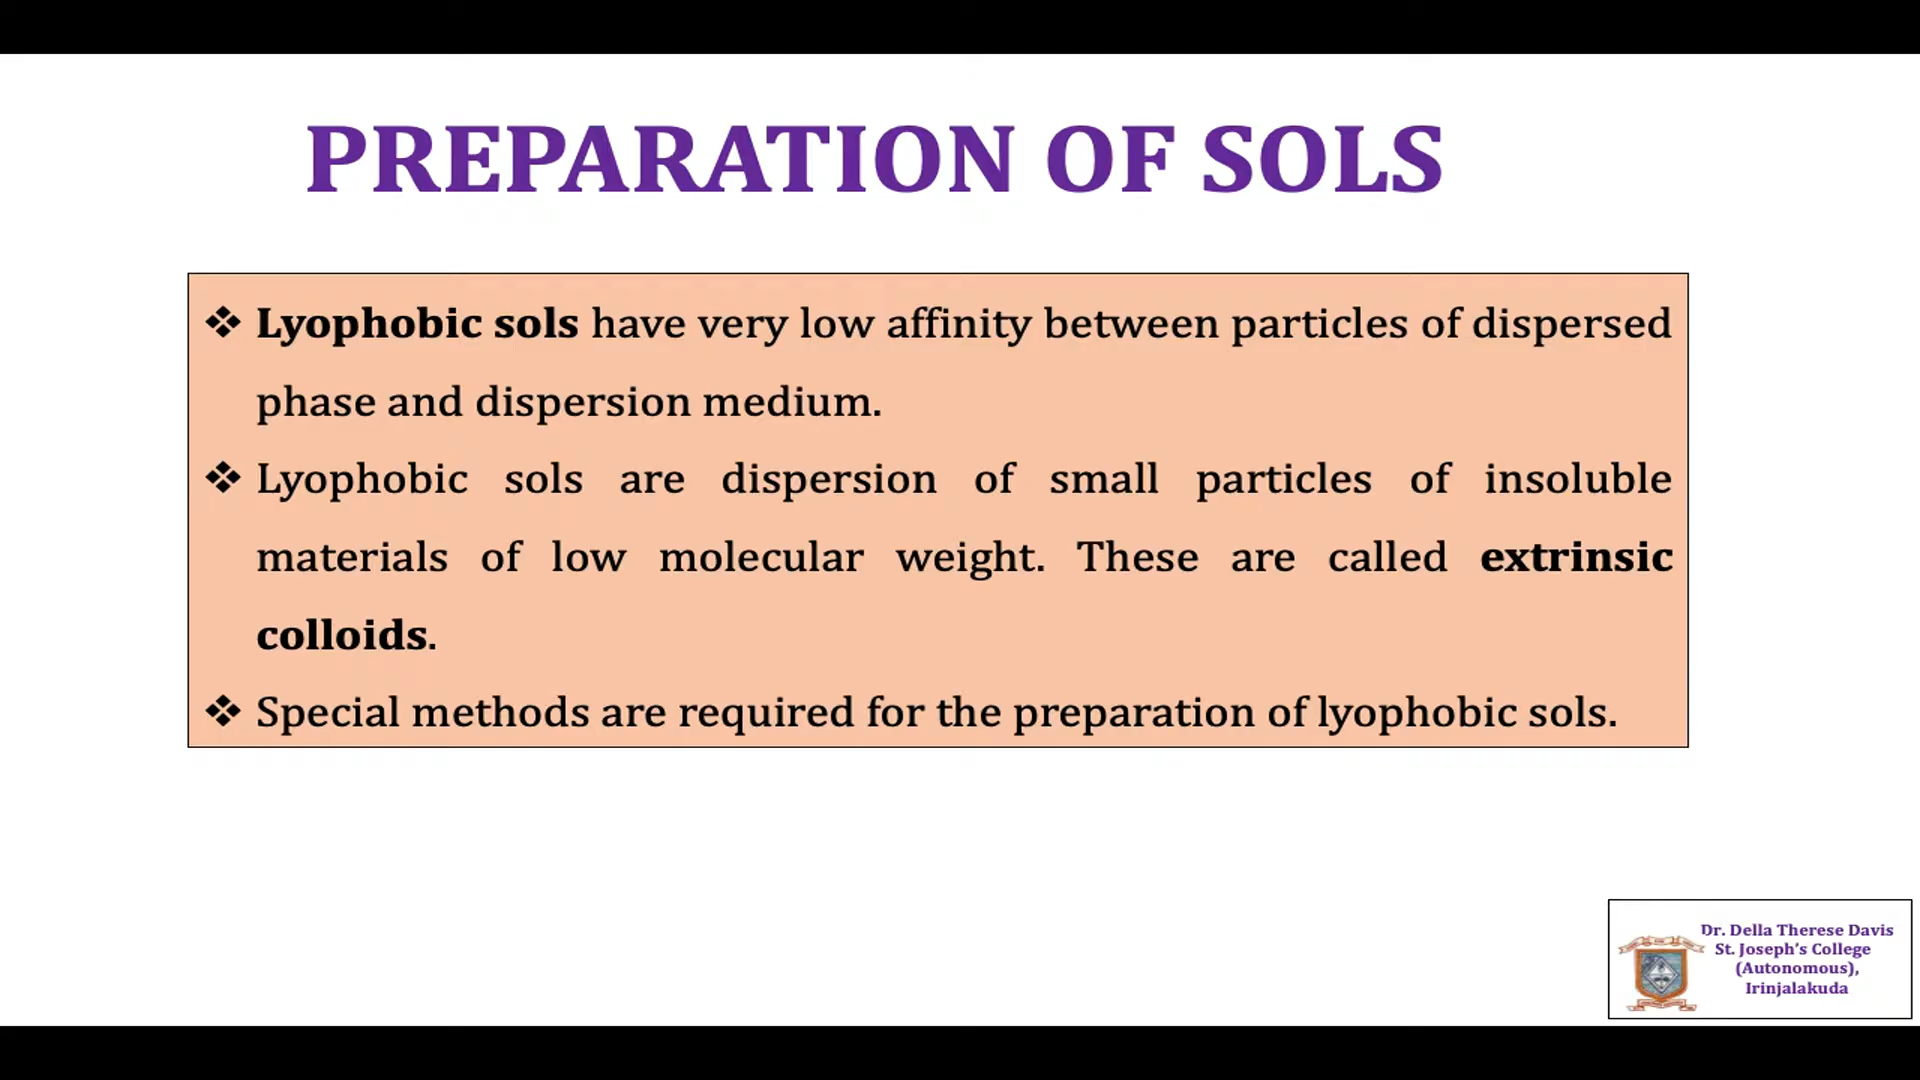 PREPARATION OF SOLS
❖ Lyophobic sols have very low affinity between particles of dispersed
phase and dispersion medium.
❖ Lyophobic sols are dispersion of small particles of insoluble
materials of low molecular weight. These are called extrinsic
colloids.
❖ Special methods are required for the preparation of lyophobic sols.
Dr. Della Therese Davis
St. Joseph's College
(Autonomous),
Irinjalakuda